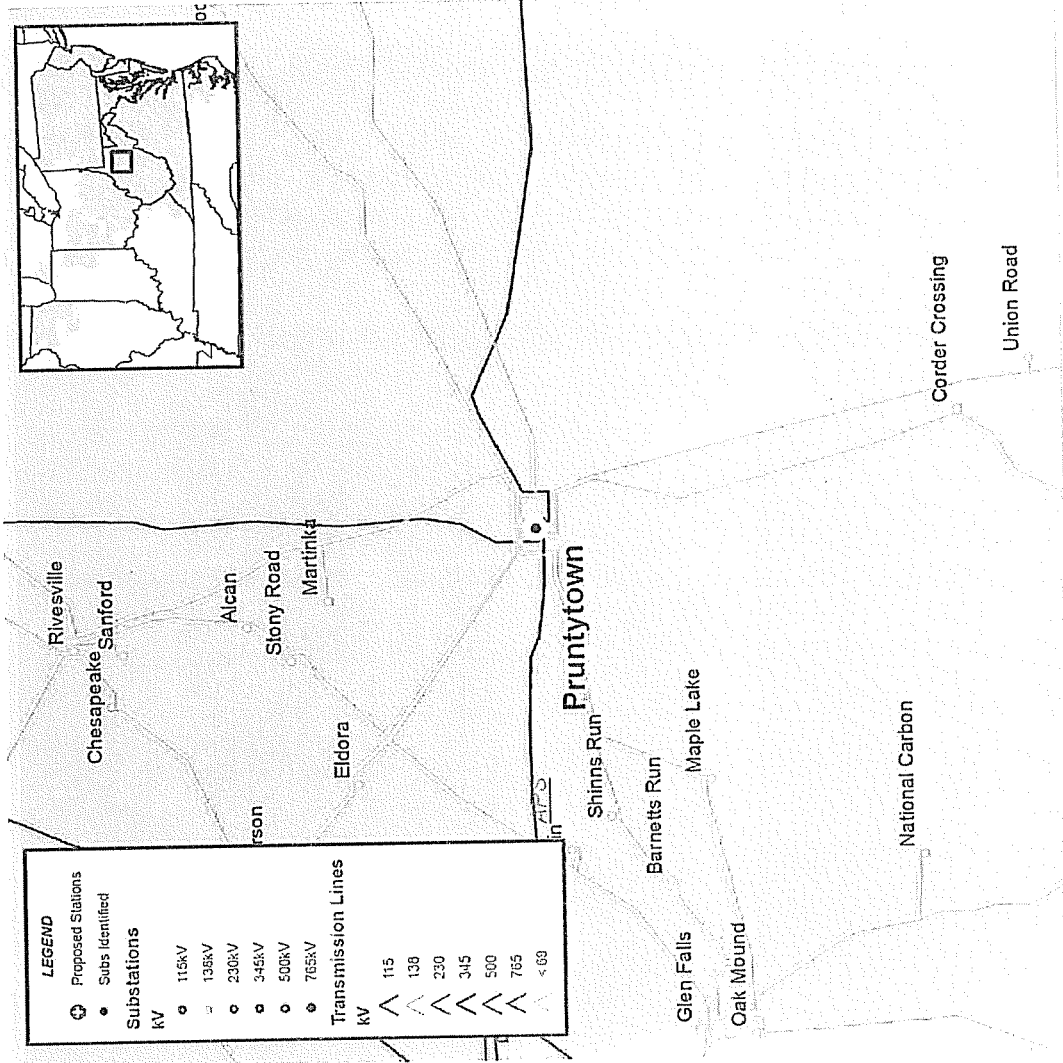 LEGEND
Proposed Stations
Subs Identified
Substations
kV
115kV
138kV
230kV
345kV
500kV
765kV
Transmission Lines
kV
115
138
230
345
500
765
< 69
Rivesville
Chesapeake
Sanford
Alcan
Stony Road
Martinka
Eldora
rson
APS
in
Pruntytown
Shinns Run
Barnetts Run
Maple Lake
Glen Falls
Oak Mound
National Carbon
Corder Crossing
Union Road